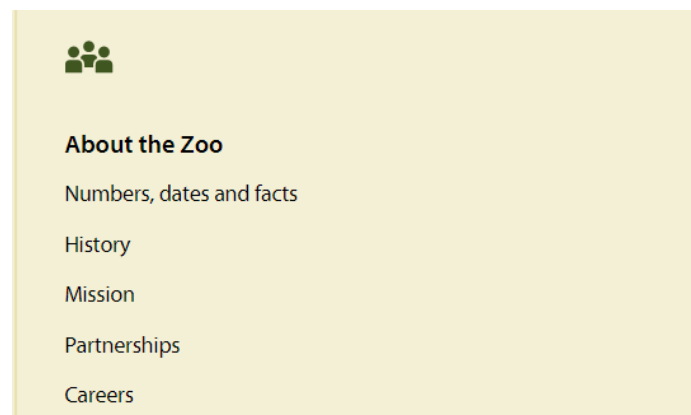 About the Zoo
Numbers, dates and facts
History
Mission
Partnerships
Careers